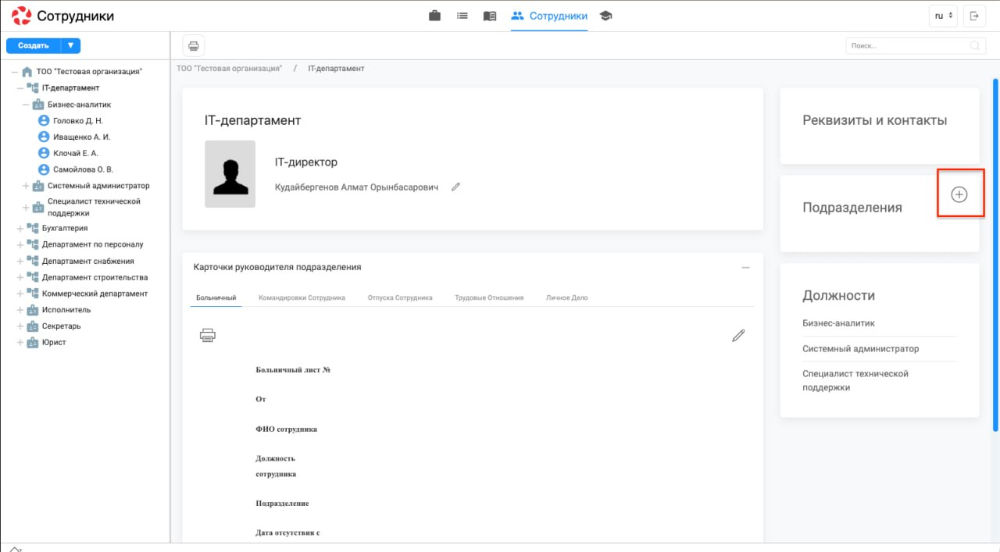 Сотрудники
Сотрудники
ru
Создать
Поиск...
ТОО "Тестовая организация"
IT-департамент
Бизнес-аналитик
Головко Д. Н.
Иващенко А. И.
Клочай Е. А.
Самойлова О. В.
Системный администратор
Специалист технической
поддержки
Бухгалтерия
Департамент по персоналу
Департамент снабжения
Департамент строительства
Коммерческий департамент
Исполнитель
Секретарь
Юрист
ТОО "Тестовая организация" / IT-департамент
IT-департамент
IT-директор
Кудайбергенов Алмат Орынбасарович
Карточки руководителя подразделения
Больничный Командировки Сотрудника Отпуска Сотрудника Трудовые Отношения Личное Дело
Больничный лист №
От
ФИО сотрудника
Должность
сотрудника
Подразделение
Дата отсутствия с
Реквизиты и контакты
Подразделения
Должности
Бизнес-аналитик
Системный администратор
Специалист технической
поддержки